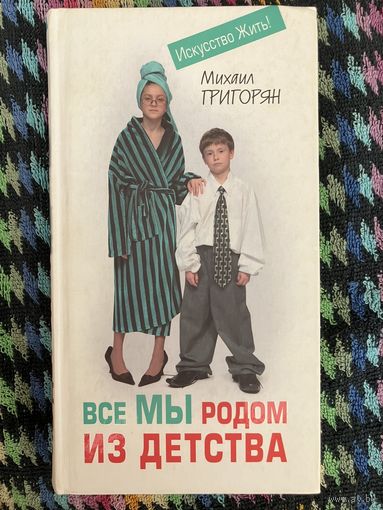 Искусство Жить!
Михаил
ГРИГОРЯН
ВСЕ МЫ РОДОМ
ИЗ ДЕТСТВА